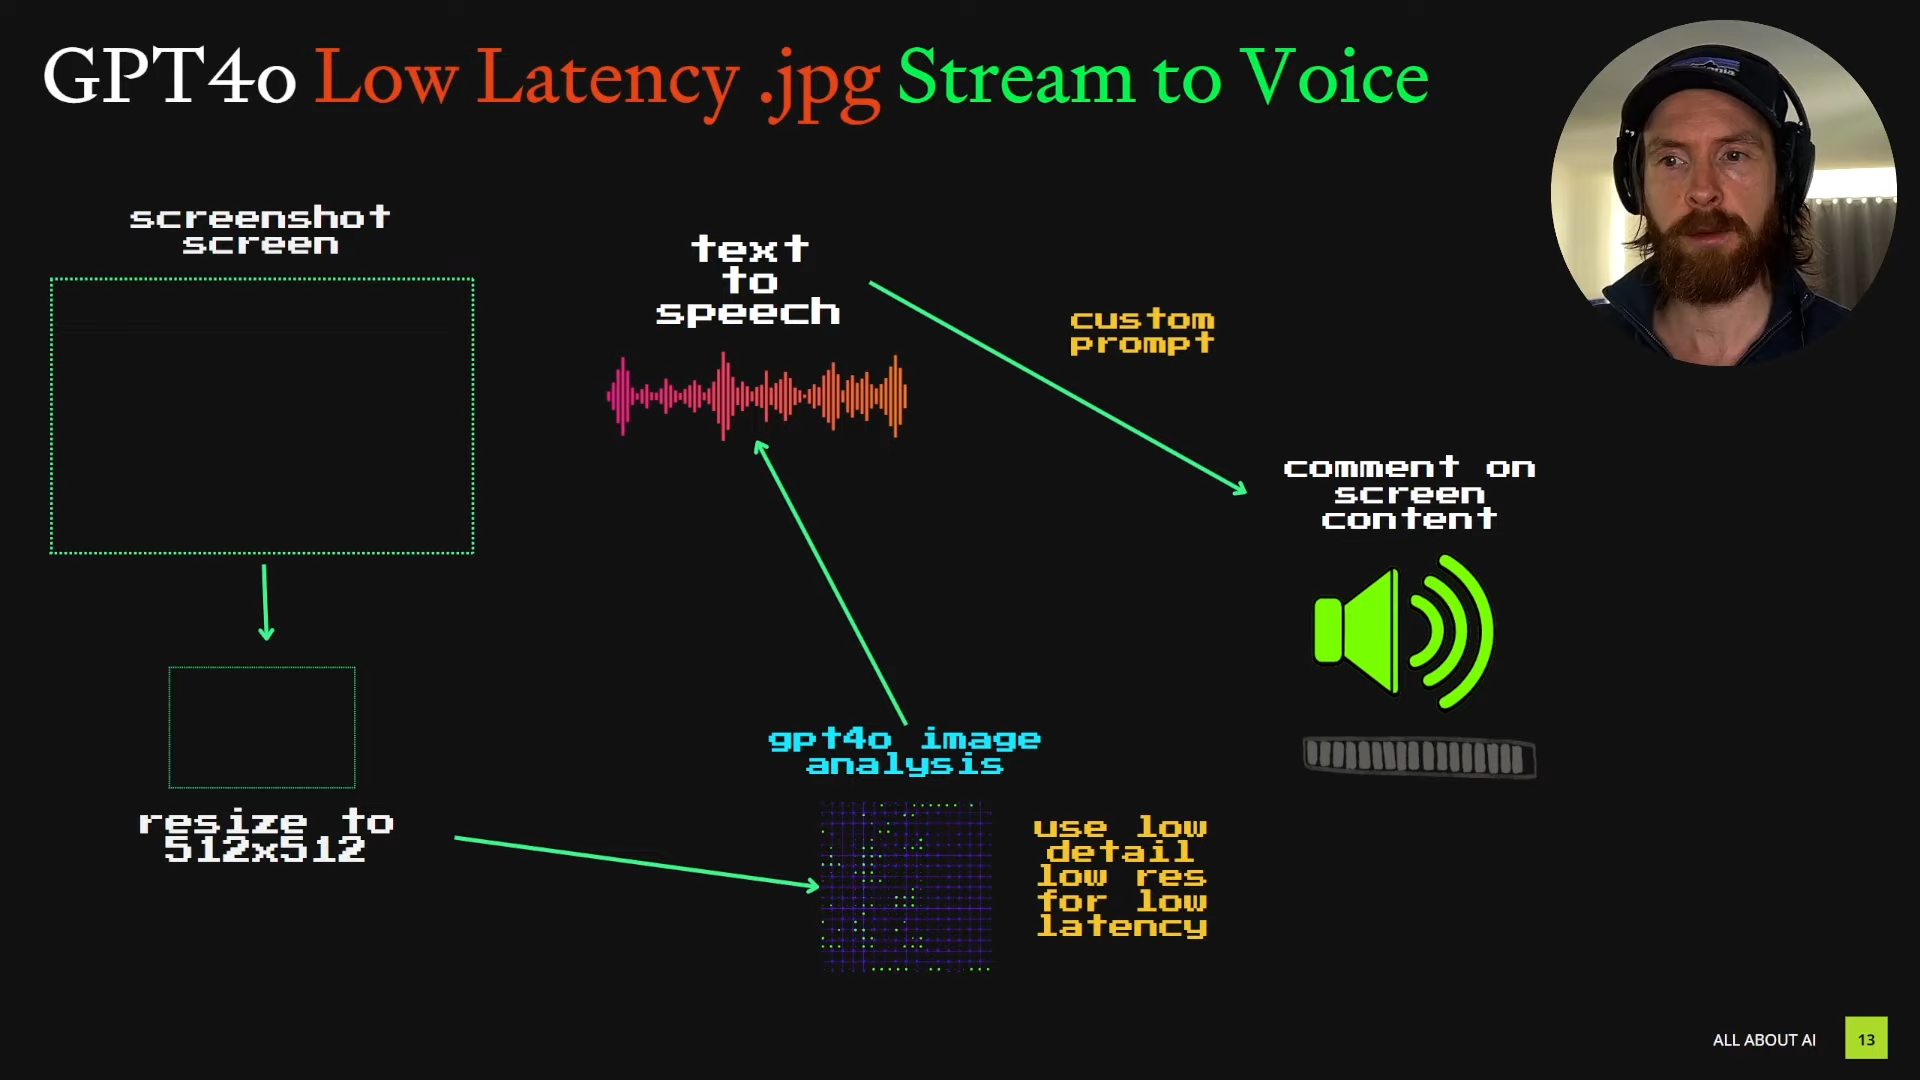 GPT4o Low Latency .jpg Stream to Voice
screenshot
screen
text
to
speech
custom
prompt
comment on
screen
content
gpt4o image
analysis
resize to
512x512
use low
detail
low res
for low
latency
ALL ABOUT AI
13